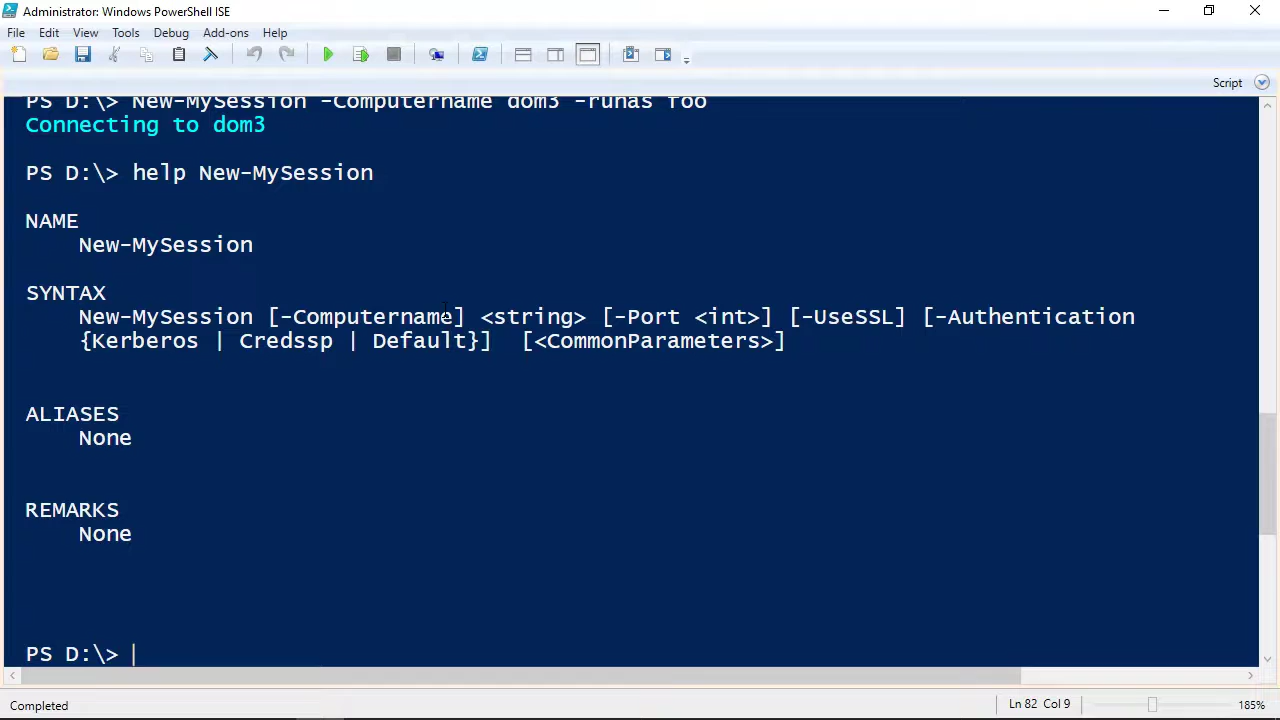 Administrator: Windows PowerShell ISE
File Edit View Tools Debug Add-ons Help
Script
PS D:\> New-MySession -Computername dom3 -runas foo
Connecting to dom3
PS D:\> help New-MySession
NAME
New-MySession
SYNTAX
New-MySession [-Computername] <string> [-Port <int>] [-UseSSL] [-Authentication
{Kerberos | Credssp | Default}] [<CommonParameters>]
ALIASES
None
REMARKS
None
PS D:\>
Completed Ln 82 Col 9 185%